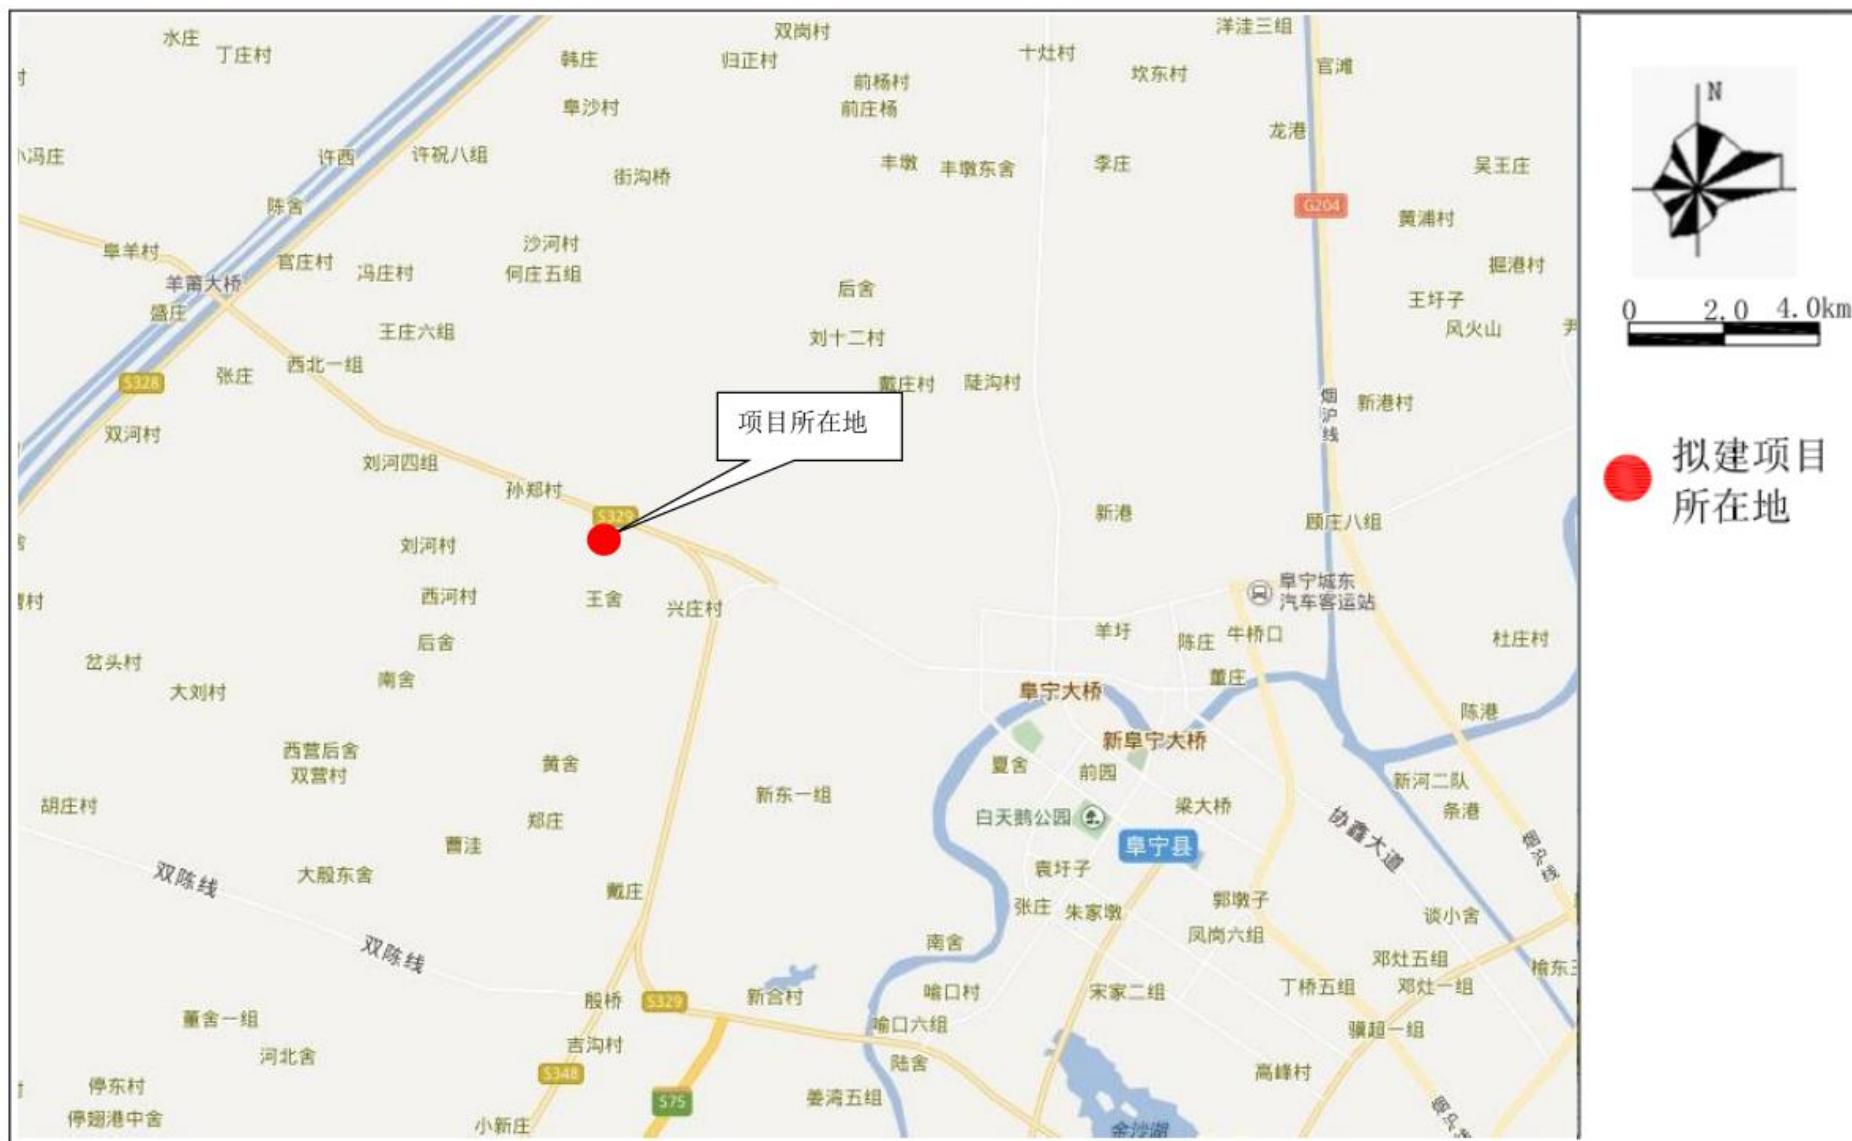 双岗村
洋洼三组
水庄
丁庄村
韩庄
归正村
十灶村
官滩
坎东村
前杨村
前庄杨
阜沙村
N
龙港
许西
许祝八组
小冯庄
街沟桥
丰墩
丰墩东舍
李庄
吴王庄
陈舍
G204
黄浦村
阜羊村
官庄村
冯庄村
沙河村
何庄五组
掘港村
羊莆大桥
后舍
王圩子
盛庄
0 2.0 4.0km
王庄六组
刘十二村
风火山
西北一组
张庄
S328
戴庄村
陡沟村
烟沪线
新港村
双河村
项目所在地
刘河四组
拟建项目
所在地
孙郑村
S329
新港
顾庄八组
刘河村
阜宁城东
汽车客运站
西河村
王舍
兴庄村
后舍
羊圩
陈庄
牛桥口
杜庄村
岔头村
大刘村
南舍
董庄
阜宁大桥
陈港
新阜宁大桥
西营后舍
双营村
黄舍
夏舍
前园
新河二队
胡庄村
新东一组
梁大桥
条港
白天鹅公园
郑庄
协鑫大道
曹洼
阜宁县
双陈线
大殷东舍
袁圩子
戴庄
张庄
朱家墩
郭墩子
谈小舍
双陈线
南舍
凤岗六组
邓灶五组
殷桥
S329
新合村
喻口村
宋家二组
丁桥五组
邓灶一组
董舍一组
喻口六组
骥超一组
河北舍
吉沟村
陆舍
停东村
S348
高峰村
S75
姜湾五组
停翅港中舍
小新庄
金沙湖